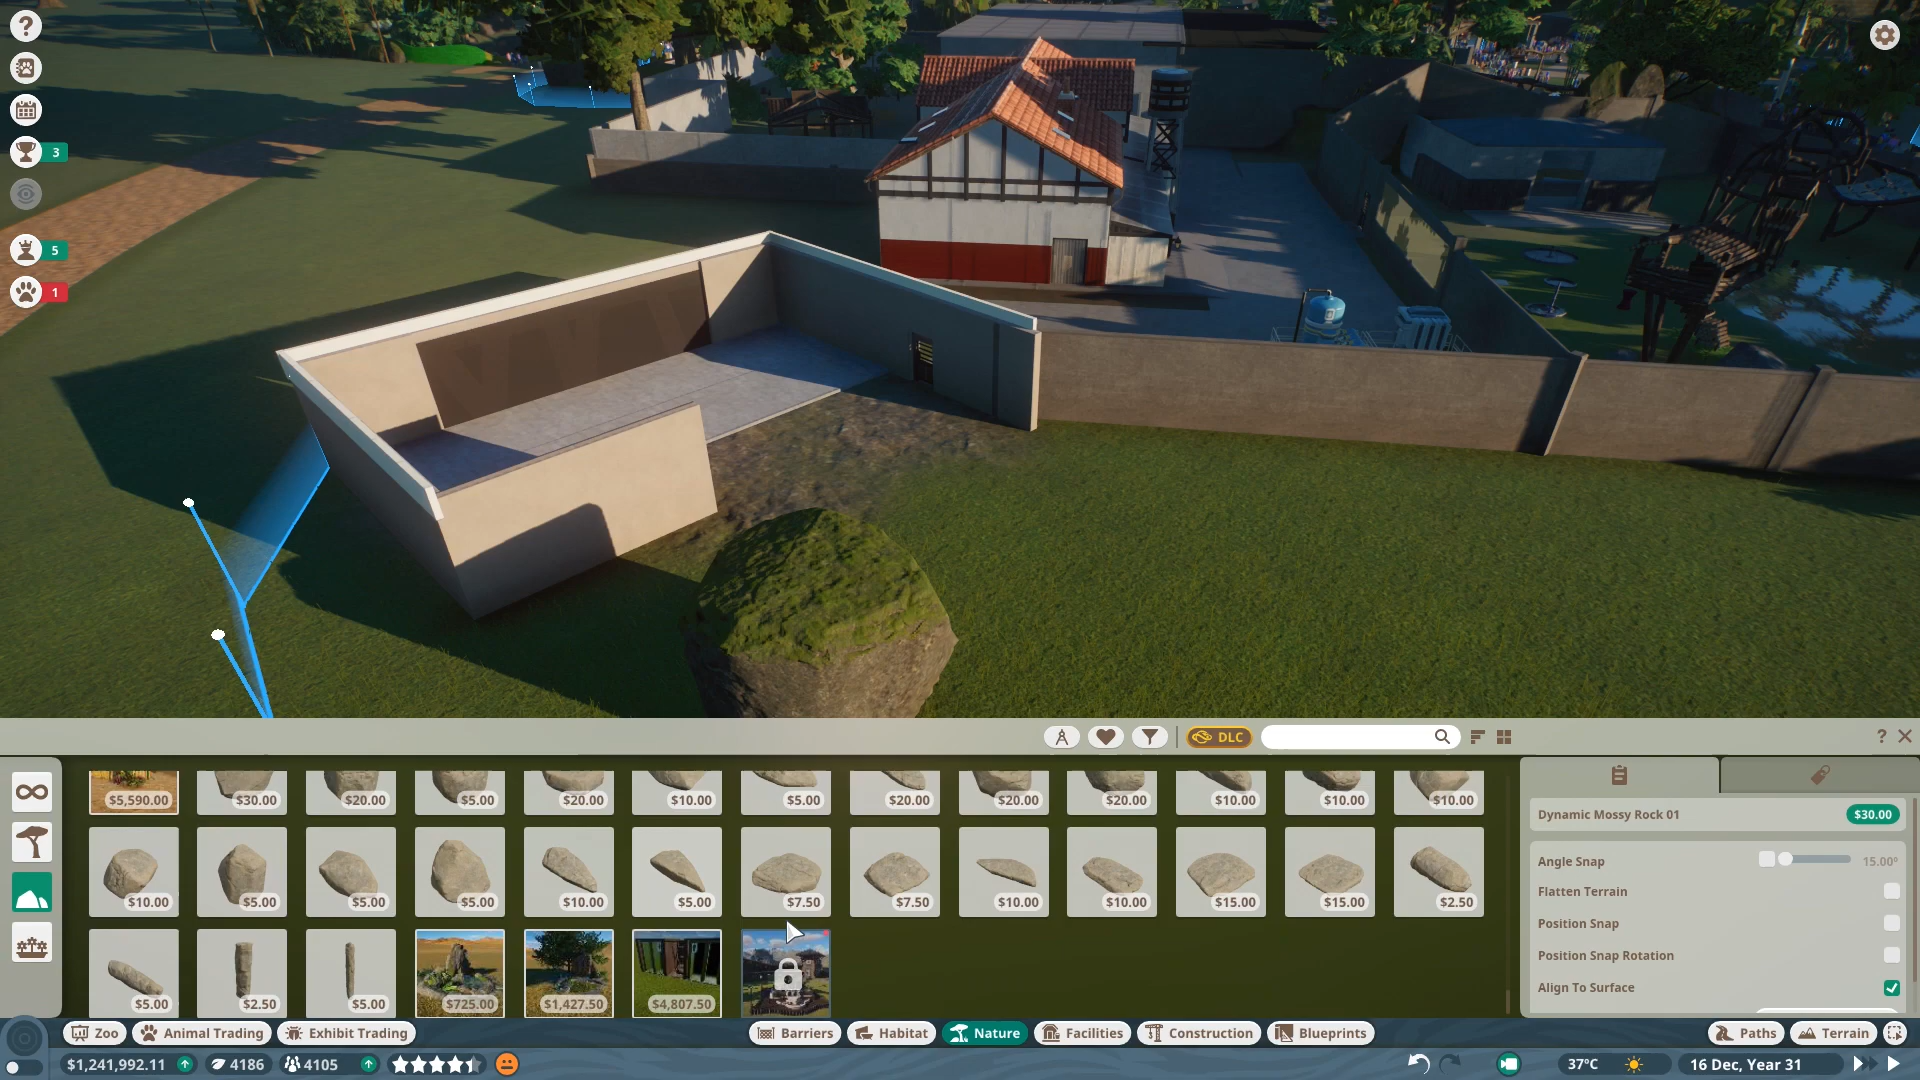 ?
3
5
1
DLC
?
$5,590.00 $30.00 $20.00 $5.00 $20.00 $10.00 $5.00 $20.00 $20.00 $20.00 $10.00 $10.00 $10.00
$10.00 $5.00 $5.00 $5.00 $10.00 $5.00 $7.50 $7.50 $10.00 $10.00 $15.00 $15.00 $2.50
$5.00 $2.50 $5.00 $725.00 $1,427.50 $4,807.50
Dynamic Mossy Rock 01 $30.00
Angle Snap 15.00°
Flatten Terrain
Position Snap
Position Snap Rotation
Align To Surface
Zoo Animal Trading Exhibit Trading Barriers Habitat Nature Facilities Construction Blueprints Paths Terrain
$1,241,992.11 4186 4105 37°C 16 Dec, Year 31